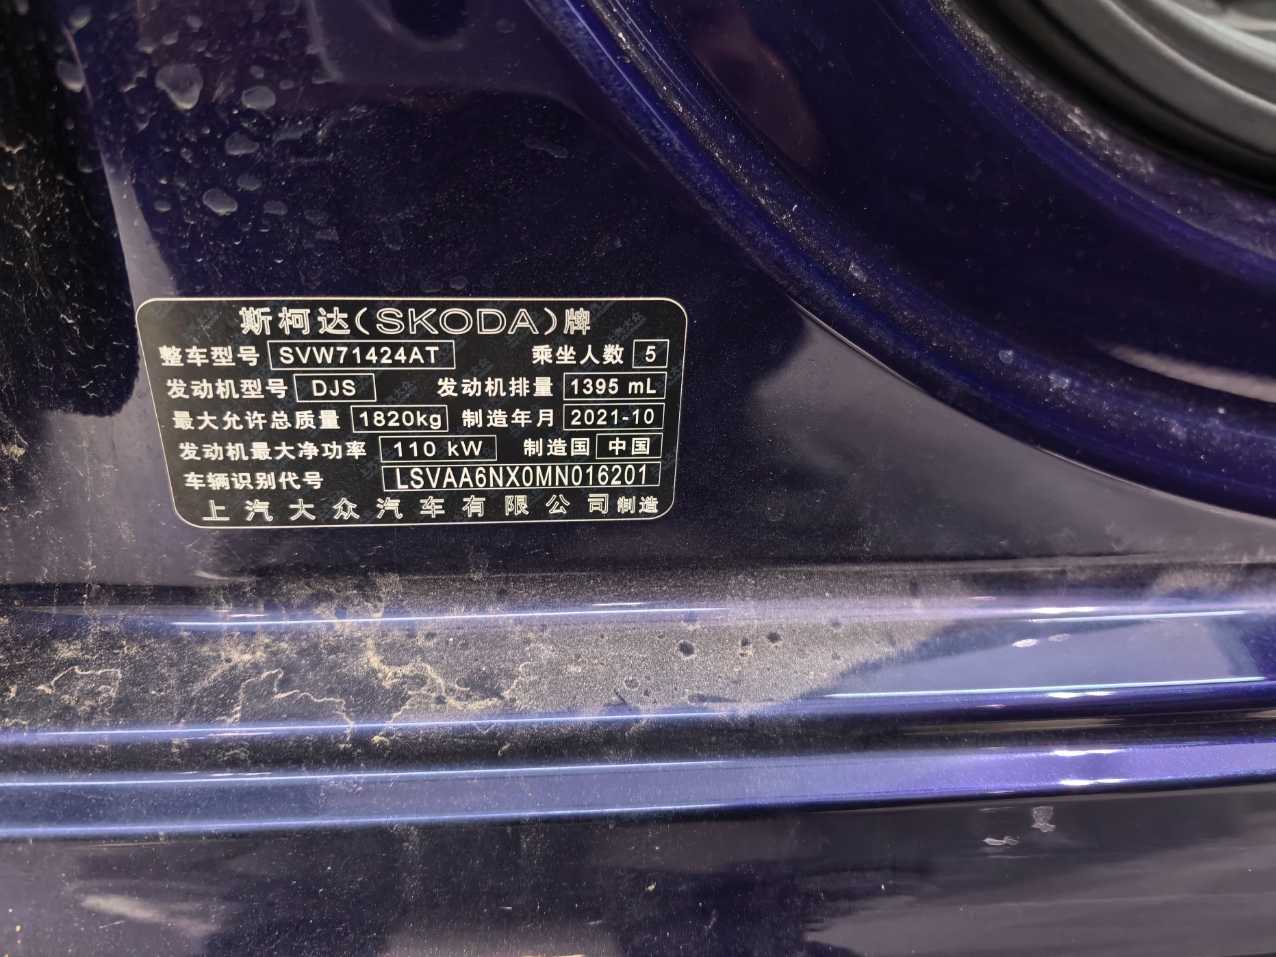 斯柯达(SKODA)牌
整车型号 SVW71424AT 乘坐人数 5
发动机型号 DJS 发动机排量 1395 mL
最大允许总质量 1820kg 制造年月 2021-10
发动机最大净功率 110 kW 制造国 中国
车辆识别代号 LSVAA6NX0MN016201
上汽大众汽车有限公司制造